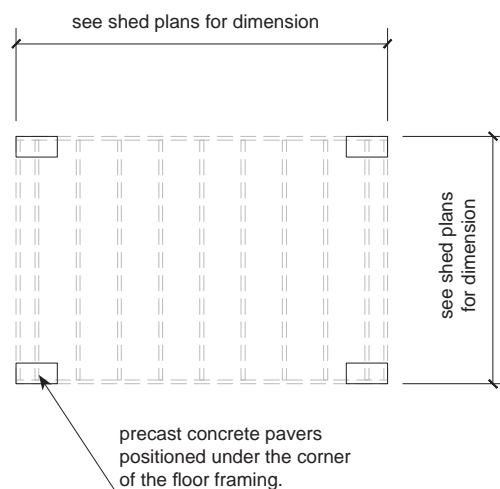 see shed plans for dimension
see shed plans
for dimension
precast concrete pavers
positioned under the corner
of the floor framing.